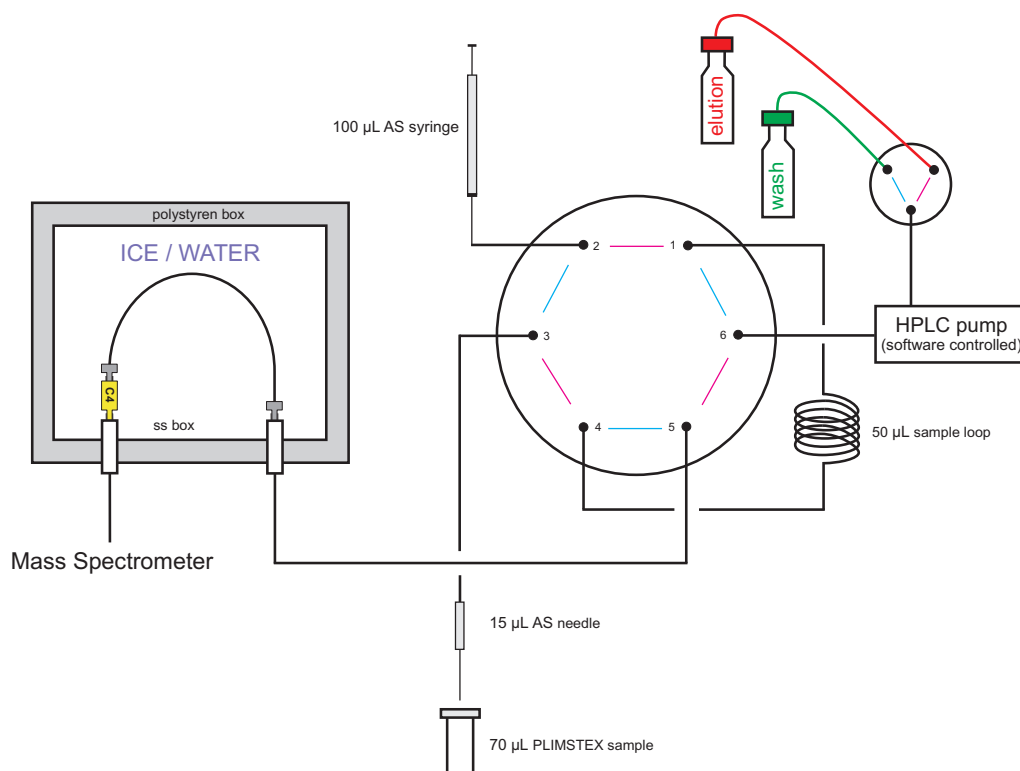 elution
wash
100 µL AS syringe
polystyren box
ICE / WATER
2
1
3
6
HPLC pump
(software controlled)
C4
ss box
4
5
50 µL sample loop
Mass Spectrometer
15 µL AS needle
70 µL PLIMSTEX sample